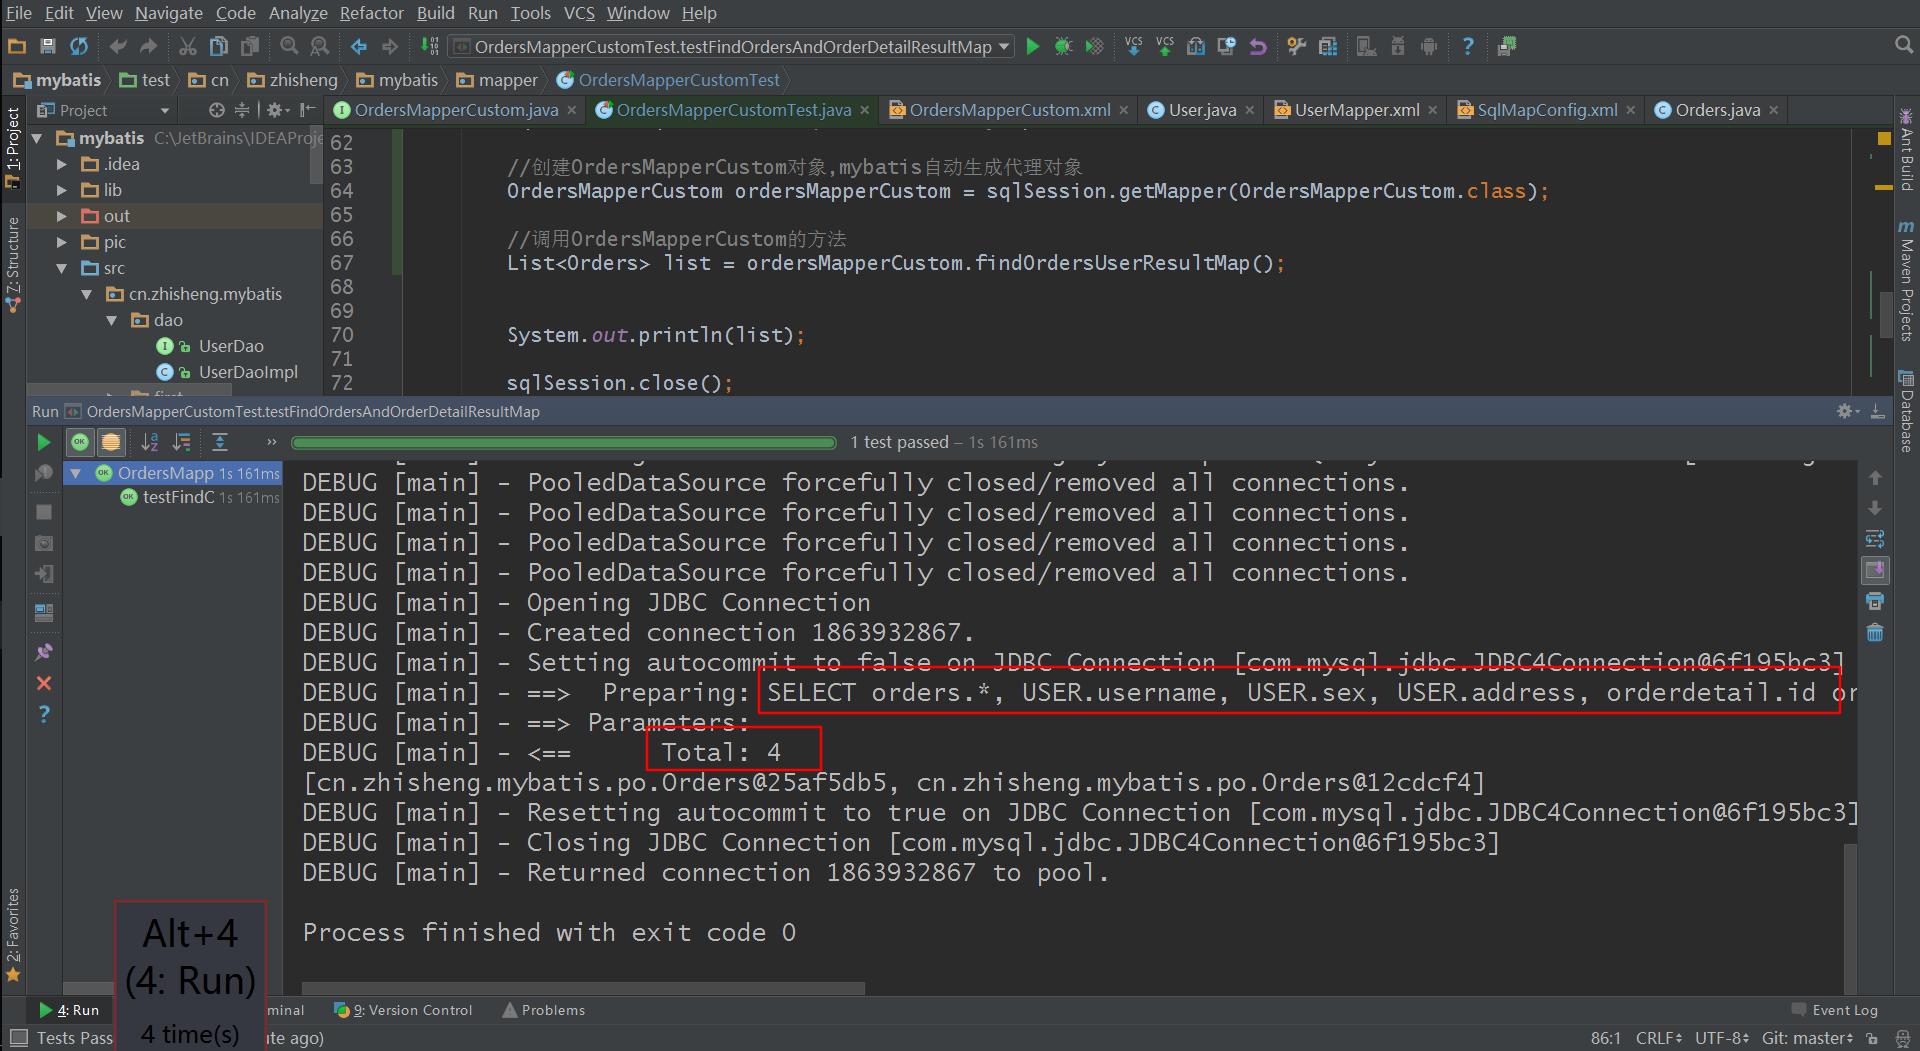 File Edit View Navigate Code Analyze Refactor Build Run Tools VCS Window Help
OrdersMapperCustomTest.testFindOrdersAndOrderDetailResultMap
VCS VCS
mybatis test cn zhisheng mybatis mapper OrdersMapperCustomTest
Project
OrdersMapperCustom.java OrdersMapperCustomTest.java OrdersMapperCustom.xml User.java UserMapper.xml SqlMapConfig.xml Orders.java
1: Project
Z: Structure
2: Favorites
Ant Build
Maven Projects
Database
mybatis C:\JetBrains\IDEAProje
.idea
lib
out
pic
src
cn.zhisheng.mybatis
dao
UserDao
UserDaoImpl
62
63 //创建OrdersMapperCustom对象,mybatis自动生成代理对象
64 OrdersMapperCustom ordersMapperCustom = sqlSession.getMapper(OrdersMapperCustom.class);
65
66 //调用OrdersMapperCustom的方法
67 List<Orders> list = ordersMapperCustom.findOrdersUserResultMap();
68
69
70 System.out.println(list);
71
72 sqlSession.close();
Run OrdersMapperCustomTest.testFindOrdersAndOrderDetailResultMap
1 test passed – 1s 161ms
OrdersMapp 1s 161ms
testFindO 1s 161ms
DEBUG [main] - PooledDataSource forcefully closed/removed all connections.
DEBUG [main] - PooledDataSource forcefully closed/removed all connections.
DEBUG [main] - PooledDataSource forcefully closed/removed all connections.
DEBUG [main] - PooledDataSource forcefully closed/removed all connections.
DEBUG [main] - Opening JDBC Connection
DEBUG [main] - Created connection 1863932867.
DEBUG [main] - Setting autocommit to false on JDBC Connection [com.mysql.jdbc.JDBC4Connection@6f195bc3]
DEBUG [main] - ==>  Preparing: SELECT orders.*, USER.username, USER.sex, USER.address, orderdetail.id or
DEBUG [main] - ==> Parameters:
DEBUG [main] - <==      Total: 4
[cn.zhisheng.mybatis.po.Orders@25af5db5, cn.zhisheng.mybatis.po.Orders@12cdcf4]
DEBUG [main] - Resetting autocommit to true on JDBC Connection [com.mysql.jdbc.JDBC4Connection@6f195bc3]
DEBUG [main] - Closing JDBC Connection [com.mysql.jdbc.JDBC4Connection@6f195bc3]
DEBUG [main] - Returned connection 1863932867 to pool.
Process finished with exit code 0
Alt+4
(4: Run)
4 time(s)
4: Run minal 9: Version Control Problems Event Log
Tests Pass ute ago) 86:1 CRLF UTF-8 Git: master